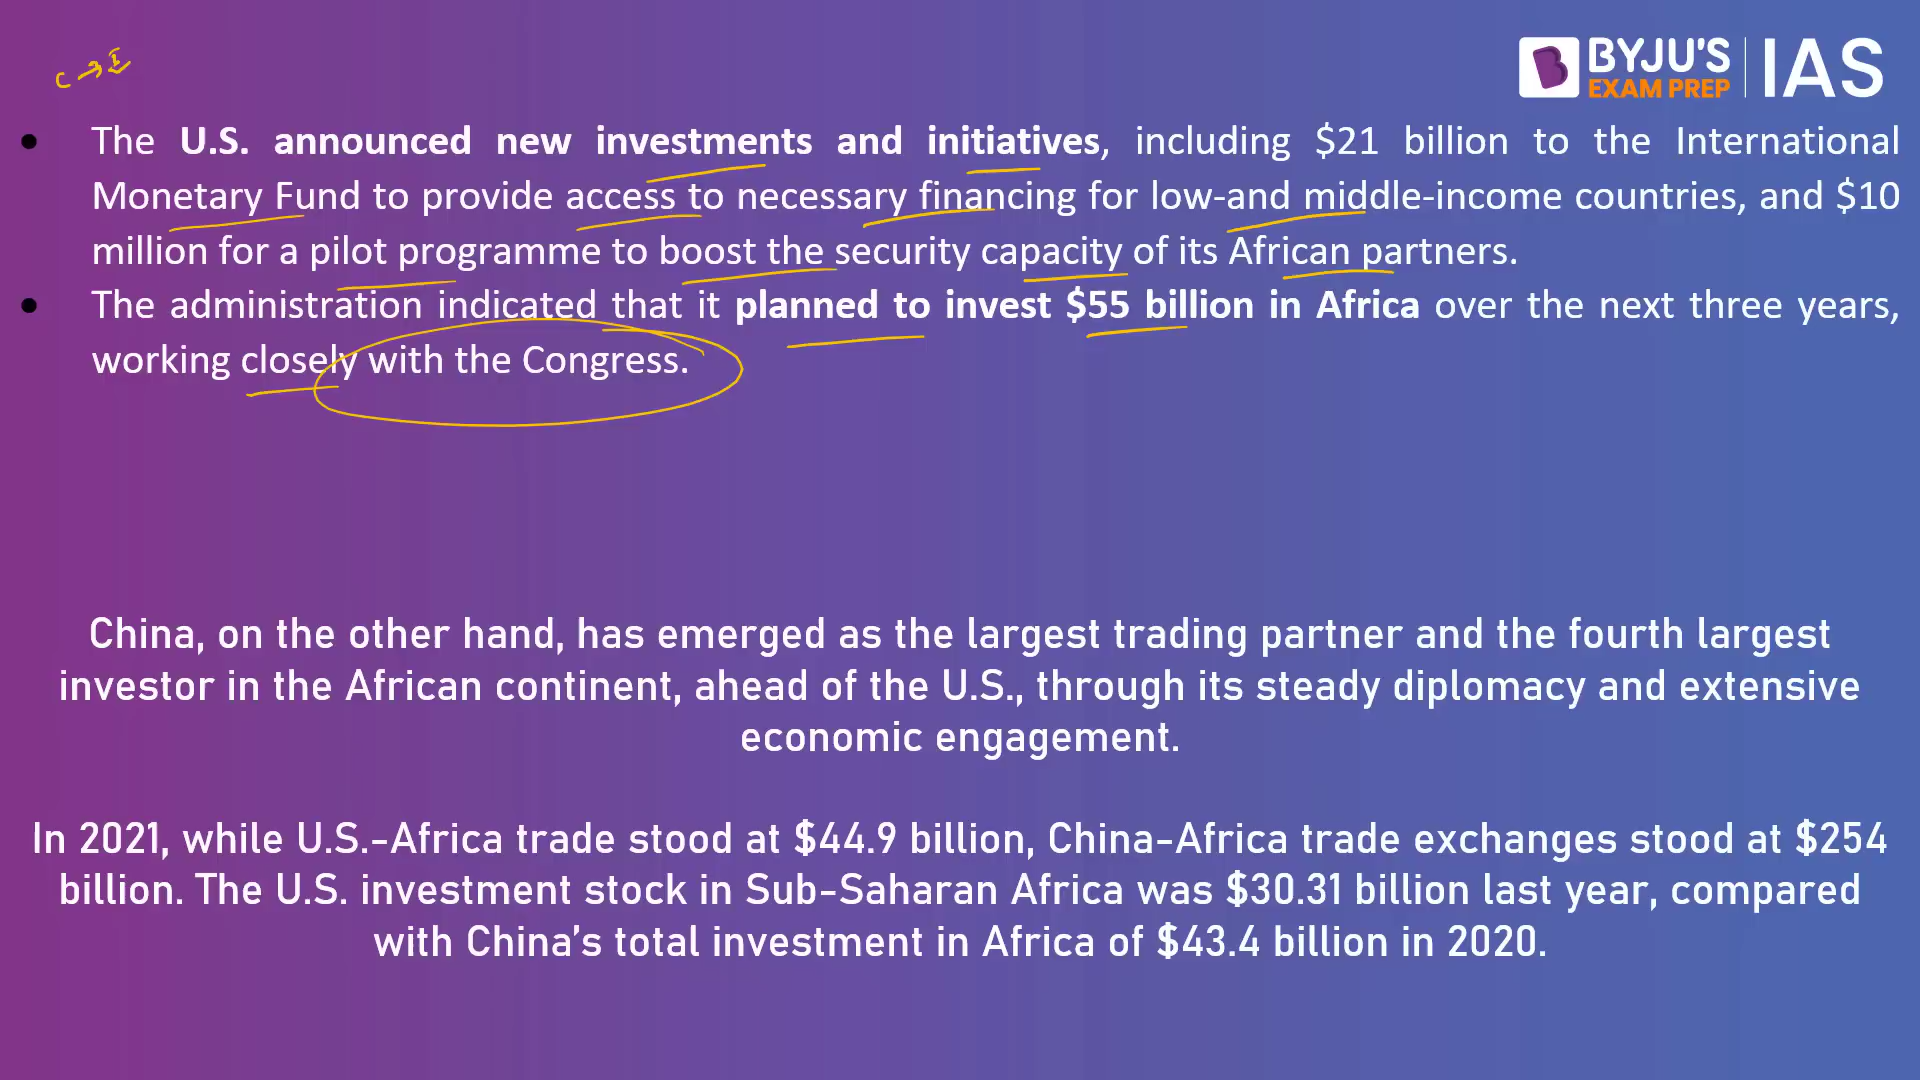 C → E
BYJU'S
EXAM PREP
IAS
• The U.S. announced new investments and initiatives, including $21 billion to the International
Monetary Fund to provide access to necessary financing for low-and middle-income countries, and $10
million for a pilot programme to boost the security capacity of its African partners.
• The administration indicated that it planned to invest $55 billion in Africa over the next three years,
working closely with the Congress.
China, on the other hand, has emerged as the largest trading partner and the fourth largest
investor in the African continent, ahead of the U.S., through its steady diplomacy and extensive
economic engagement.
In 2021, while U.S.-Africa trade stood at $44.9 billion, China-Africa trade exchanges stood at $254
billion. The U.S. investment stock in Sub-Saharan Africa was $30.31 billion last year, compared
with China’s total investment in Africa of $43.4 billion in 2020.